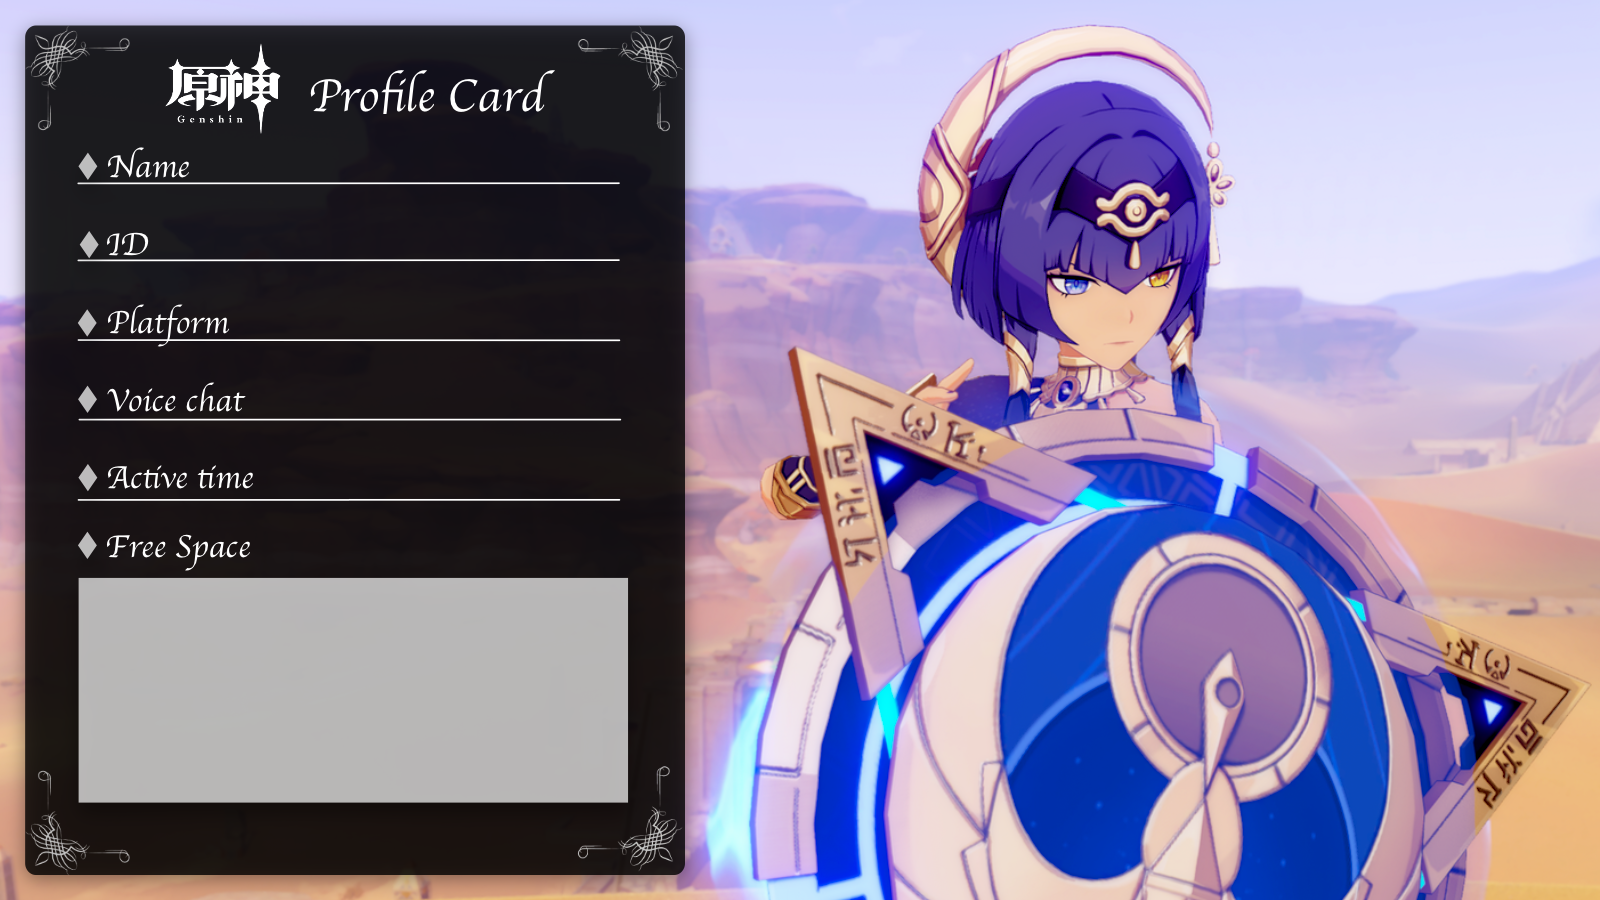 原神
Genshin
Profile Card
Name
ID
Platform
Voice chat
Active time
Free Space